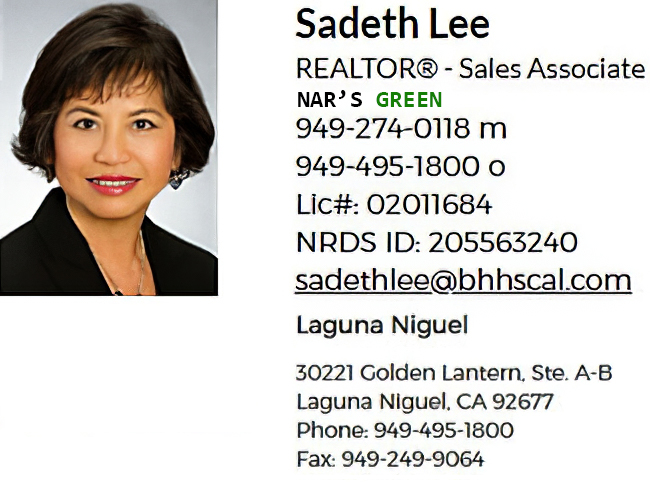 Sadeth Lee
REALTOR® - Sales Associate
NAR’S GREEN
949-274-0118 m
949-495-1800 o
Lic#: 02011684
NRDS ID: 205563240
sadethlee@bhhscal.com
Laguna Niguel
30221 Golden Lantern, Ste. A-B
Laguna Niguel, CA 92677
Phone: 949-495-1800
Fax: 949-249-9064